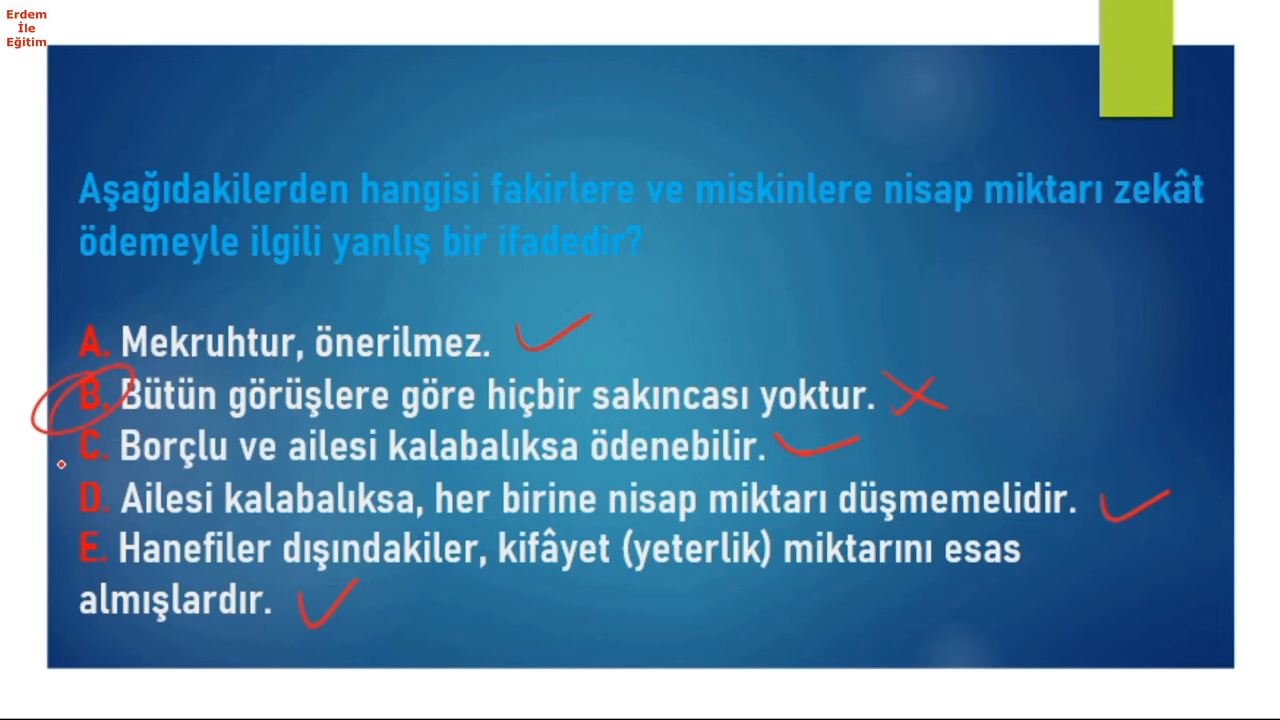 Erdem
İle
Eğitim
Aşağıdakilerden hangisi fakirlere ve miskinlere nisap miktarı zekât
ödemeyle ilgili yanlış bir ifadedir?
A. Mekruhtur, önerilmez.
B. Bütün görüşlere göre hiçbir sakıncası yoktur.
C. Borçlu ve ailesi kalabalıksa ödenebilir.
D. Ailesi kalabalıksa, her birine nisap miktarı düşmemelidir.
E. Hanefiler dışındakiler, kifâyet (yeterlik) miktarını esas
almışlardır.